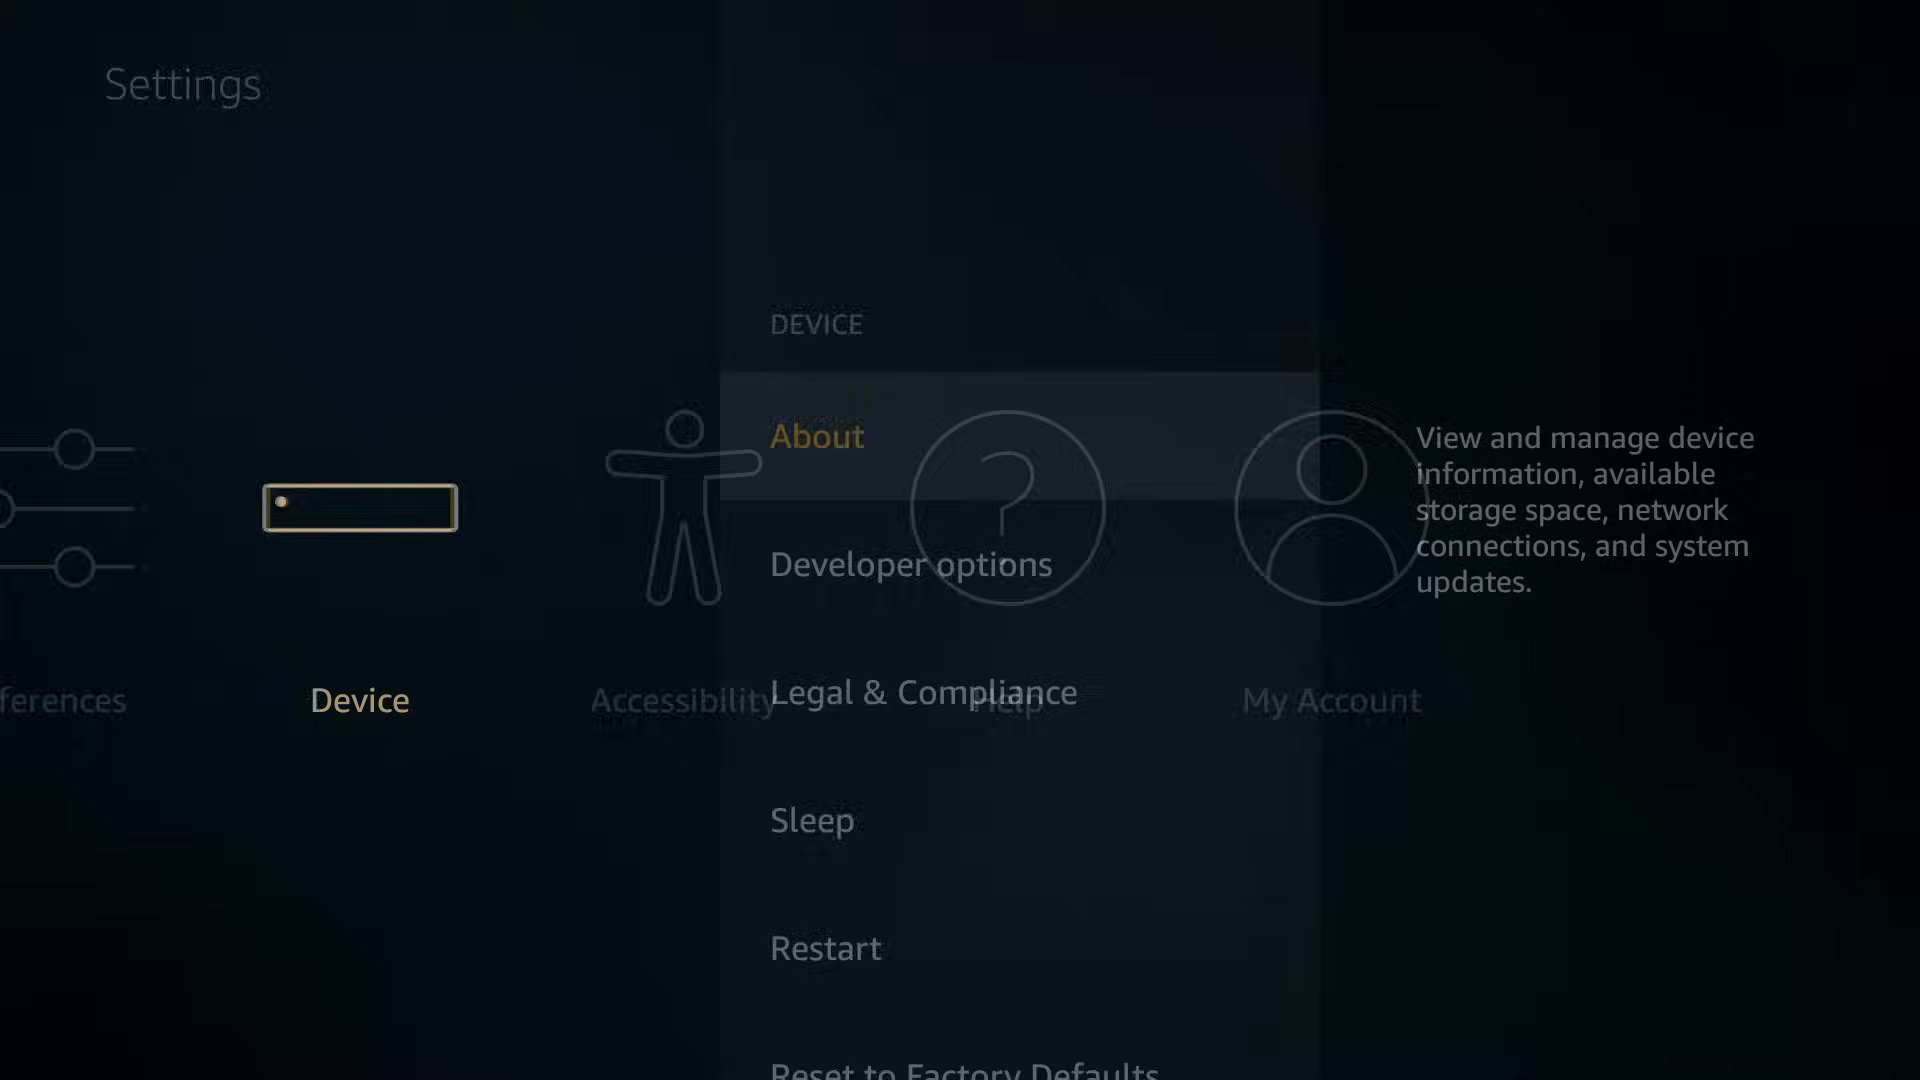 Settings
DEVICE
About
Developer options
Legal & Compliance
Sleep
Restart
Reset to Factory Defaults
View and manage device
information, available
storage space, network
connections, and system
updates.
ferences
Device
Accessibility
Help
My Account